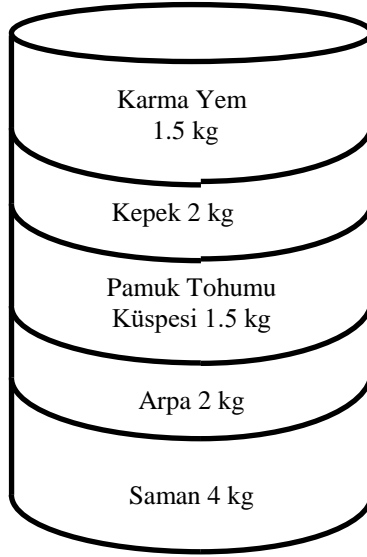 Karma Yem
1.5 kg
Kepek 2 kg
Pamuk Tohumu
Küspesi 1.5 kg
Arpa 2 kg
Saman 4 kg